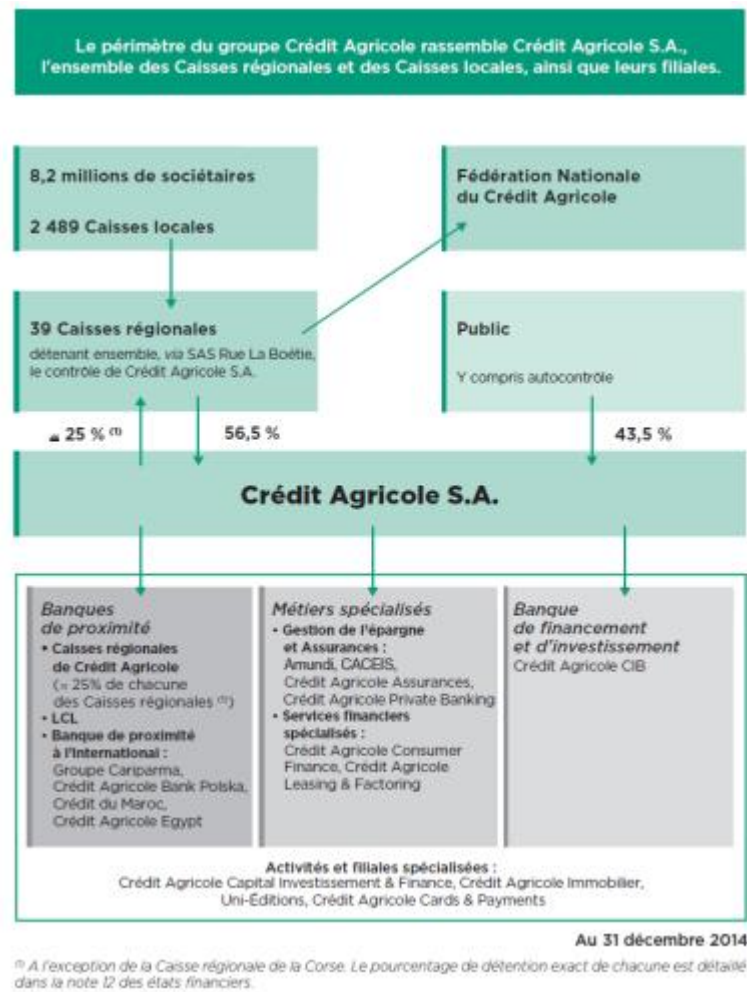 Le périmètre du groupe Crédit Agricole rassemble Crédit Agricole S.A.,
l'ensemble des Caisses régionales et des Caisses locales, ainsi que leurs filiales.
8,2 millions de sociétaires
2 489 Caisses locales
Fédération Nationale
du Crédit Agricole
39 Caisses régionales
détenant ensemble, via SAS Rue La Boétie,
le contrôle de Crédit Agricole S.A.
Public
Y compris autocontrôle
≃ 25 % (1)
56,5 %
43,5 %
Crédit Agricole S.A.
Banques
de proximité
• Caisses régionales
de Crédit Agricole
(≃ 25% de chacune
des Caisses régionales (1))
• LCL
• Banque de proximité
à l'international :
Groupe Cariparma,
Crédit Agricole Bank Polska,
Crédit du Maroc,
Crédit Agricole Egypt
Métiers spécialisés
• Gestion de l'épargne
et Assurances :
Amundi, CACEIS,
Crédit Agricole Assurances,
Crédit Agricole Private Banking
• Services financiers
spécialisés :
Crédit Agricole Consumer
Finance, Crédit Agricole
Leasing & Factoring
Banque
de financement
et d'investissement
Crédit Agricole CIB
Activités et filiales spécialisées :
Crédit Agricole Capital Investissement & Finance, Crédit Agricole Immobilier,
Uni-Éditions, Crédit Agricole Cards & Payments
Au 31 décembre 2014
(1) A l'exception de la Caisse régionale de la Corse. Le pourcentage de détention exact de chacune est détaillé
dans la note 12 des états financiers.